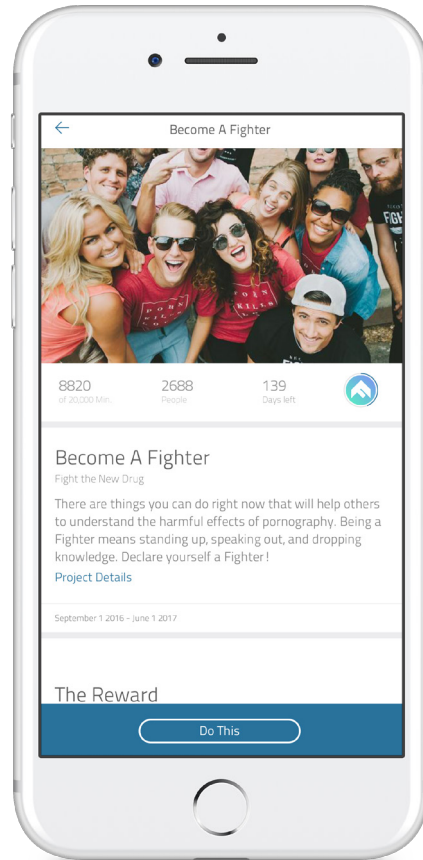 Become A Fighter
PORN
KILLS
FIGH
8820
2688
139
of 20,000 Min.
People
Days left
Become A Fighter
Fight the New Drug
There are things you can do right now that will help others
to understand the harmful effects of pornography. Being a
Fighter means standing up, speaking out, and dropping
knowledge. Declare yourself a Fighter!
Project Details
September 1 2016 - June 1 2017
The Reward
Do This